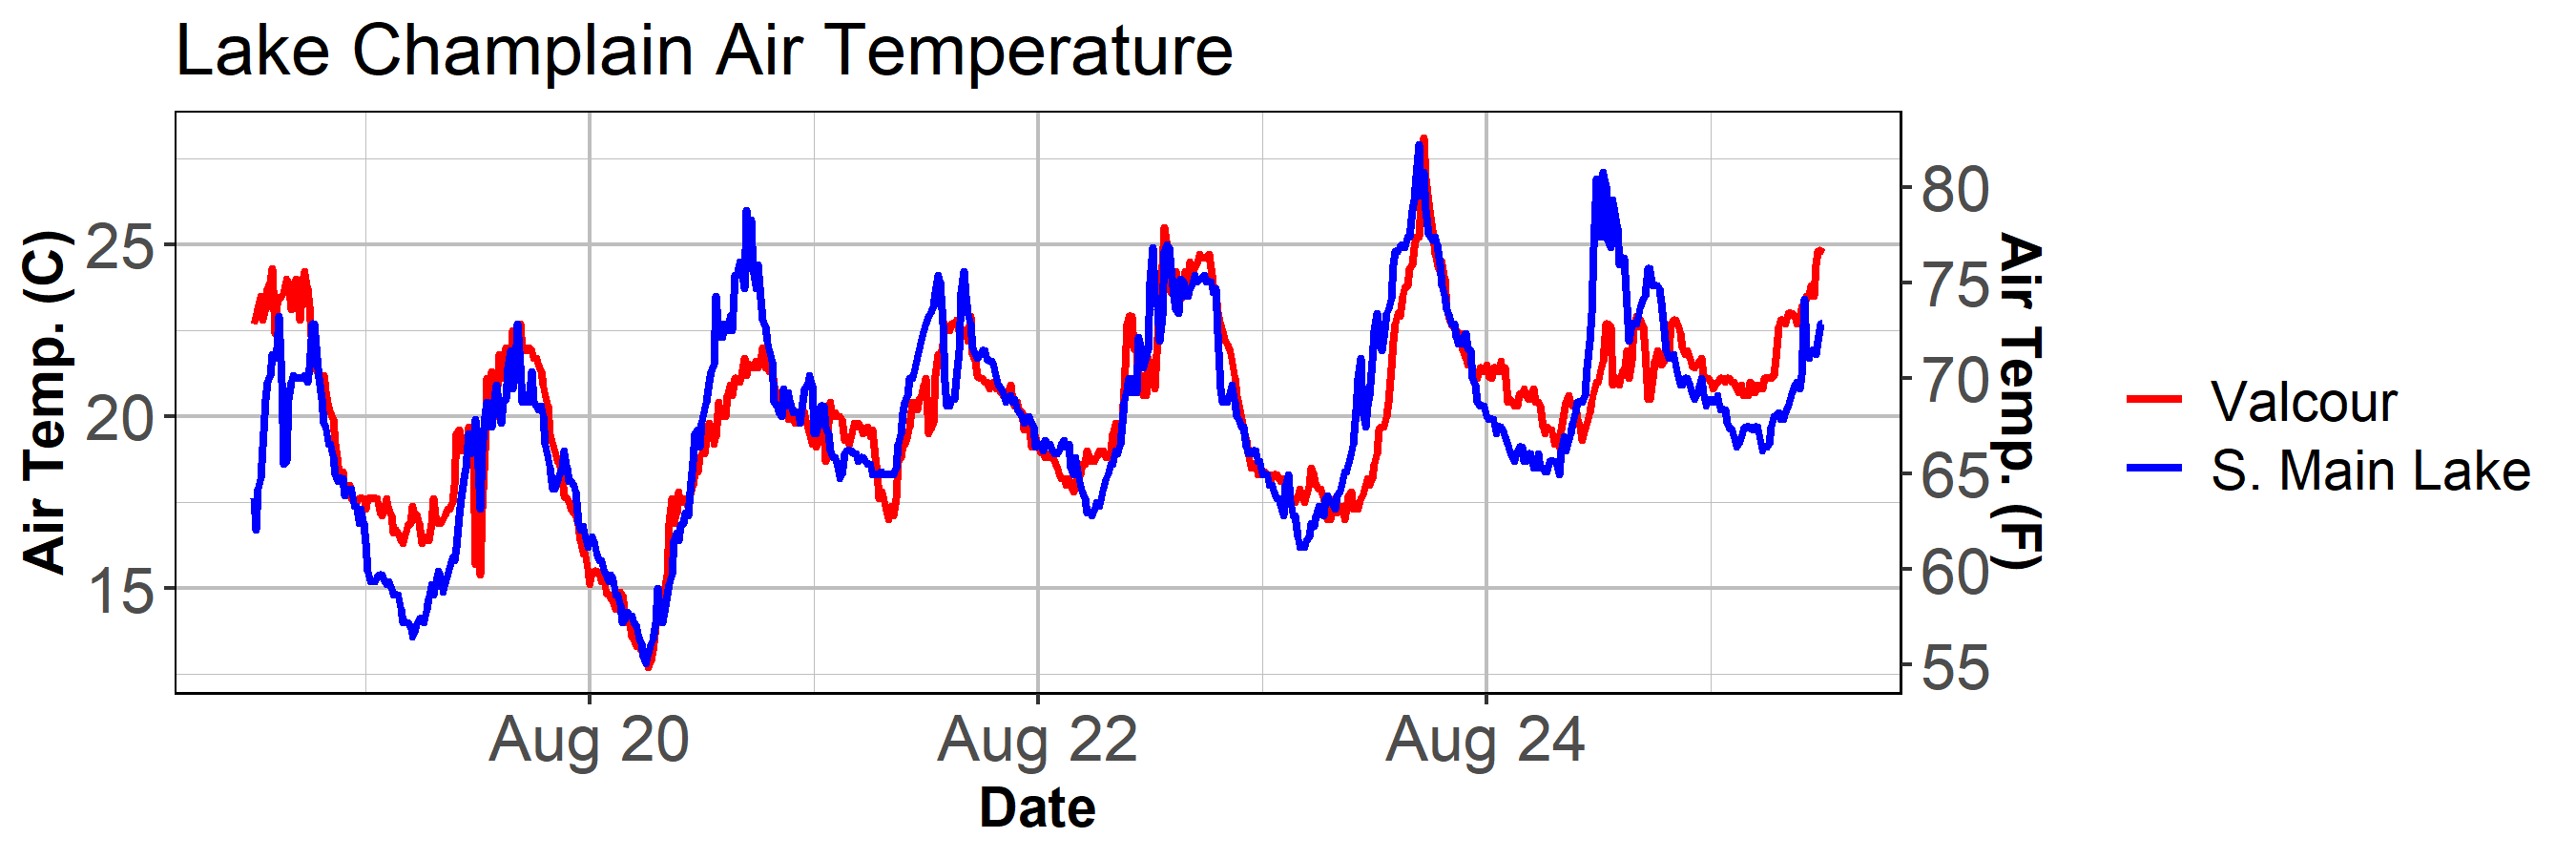 Lake Champlain Air Temperature
Air Temp. (C)
25
20
15
80
75
70
65
60
55
Air Temp. (F)
Aug 20
Aug 22
Aug 24
Date
Valcour
S. Main Lake